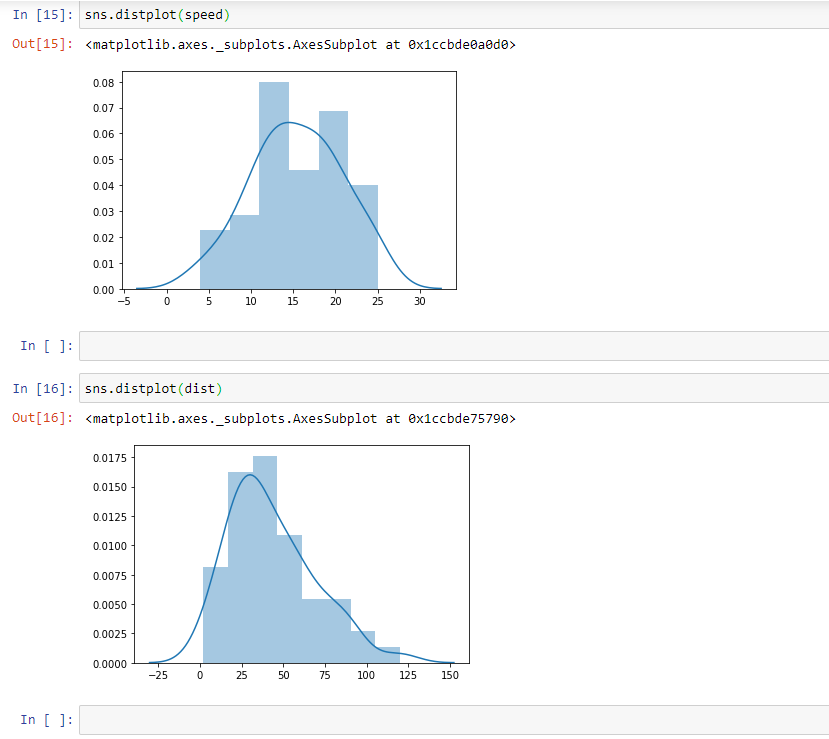 In [15]: sns.distplot(speed)
Out[15]: <matplotlib.axes._subplots.AxesSubplot at 0x1ccbde0a0d0>
0.08
0.07
0.06
0.05
0.04
0.03
0.02
0.01
0.00
−5 0 5 10 15 20 25 30
In [ ]:
In [16]: sns.distplot(dist)
Out[16]: <matplotlib.axes._subplots.AxesSubplot at 0x1ccbde75790>
0.0175
0.0150
0.0125
0.0100
0.0075
0.0050
0.0025
0.0000
−25 0 25 50 75 100 125 150
In [ ]: